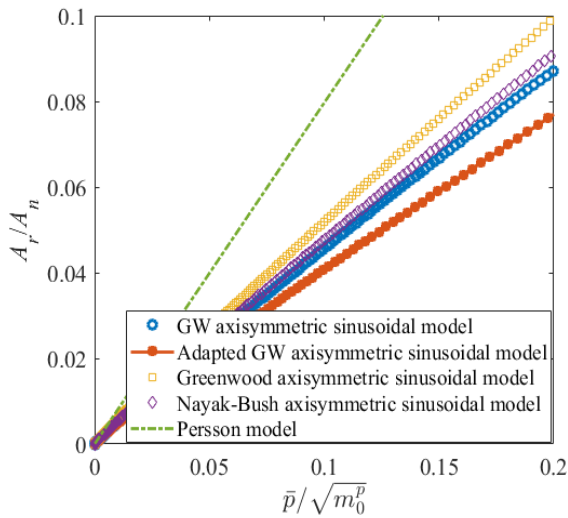 0.1
0.08
0.06
0.04
0.02
0
A_r/A_n
GW axisymmetric sinusoidal model
Adapted GW axisymmetric sinusoidal model
Greenwood axisymmetric sinusoidal model
Nayak-Bush axisymmetric sinusoidal model
Persson model
0 0.05 0.1 0.15 0.2
p̄/√m₀ᵖ